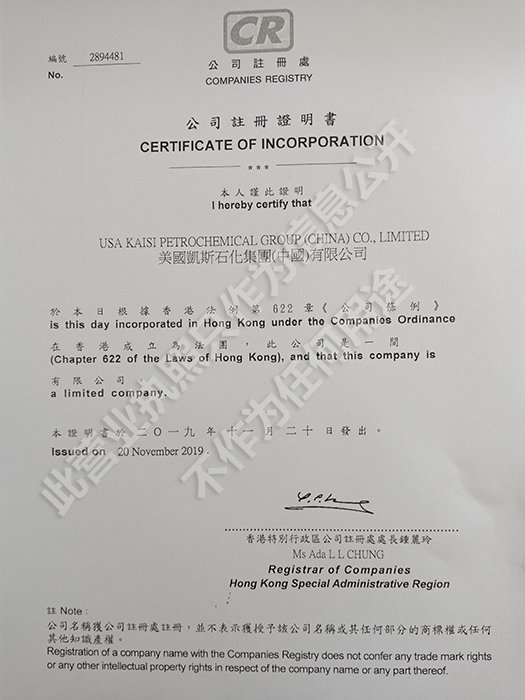 CR
編號 2894481
No.
公司註冊處
COMPANIES REGISTRY
公司註冊證明書
CERTIFICATE OF INCORPORATION
***
本人謹此證明
I hereby certify that
USA KAISI PETROCHEMICAL GROUP (CHINA) CO., LIMITED
美國凱斯石化集團(中國)有限公司
於本日根據香港法例第622章《公司條例》
is this day incorporated in Hong Kong under the Companies Ordinance
在香港成立為法團，此公司是一間
(Chapter 622 of the Laws of Hong Kong), and that this company is
有限公司
a limited company.
本證明書於二○一九年十一月二十日發出。
Issued on 20 November 2019.
香港特別行政區公司註冊處處長鍾麗玲
Ms Ada L L CHUNG
Registrar of Companies
Hong Kong Special Administrative Region
註 Note :
公司名稱獲公司註冊處註冊，並不表示獲授予該公司名稱或其任何部分的商標權或任何
其他知識產權。
Registration of a company name with the Companies Registry does not confer any trade mark rights
or any other intellectual property rights in respect of the company name or any part thereof.
此营业执照只作为信息公开
不作为任何用途